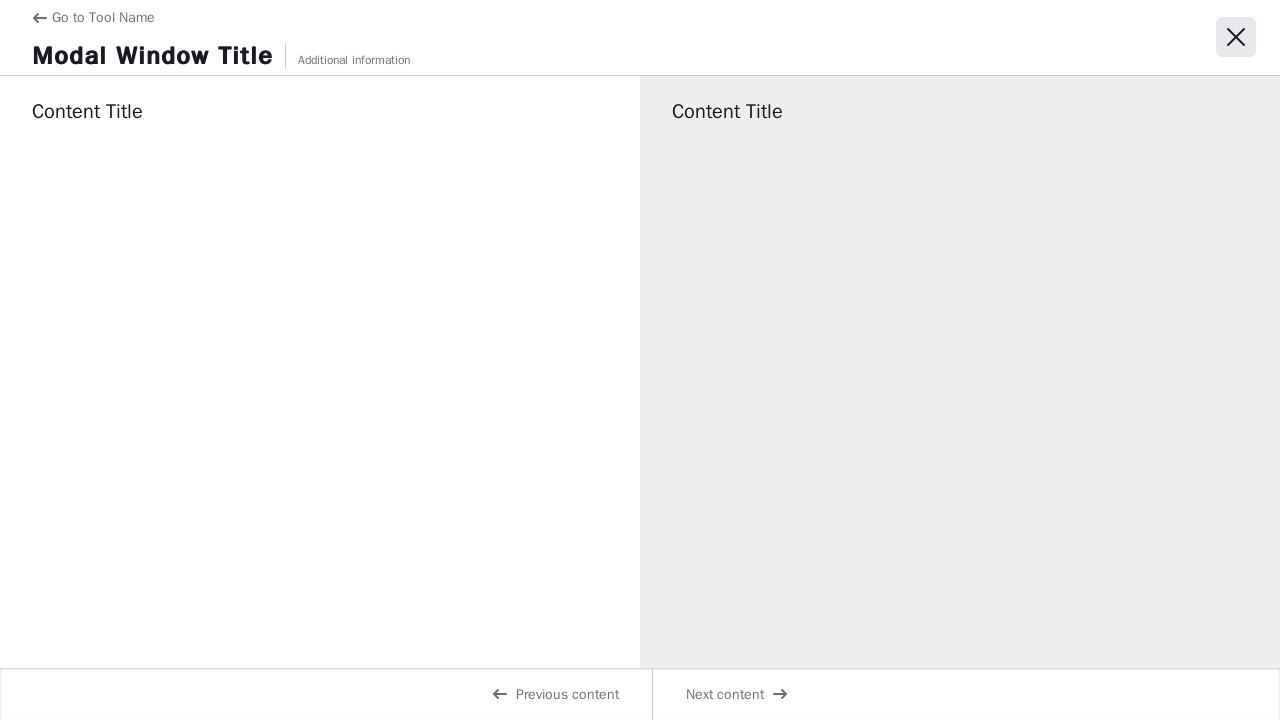 Go to Tool Name
Modal Window Title
Additional information
Content Title
Content Title
Previous content
Next content